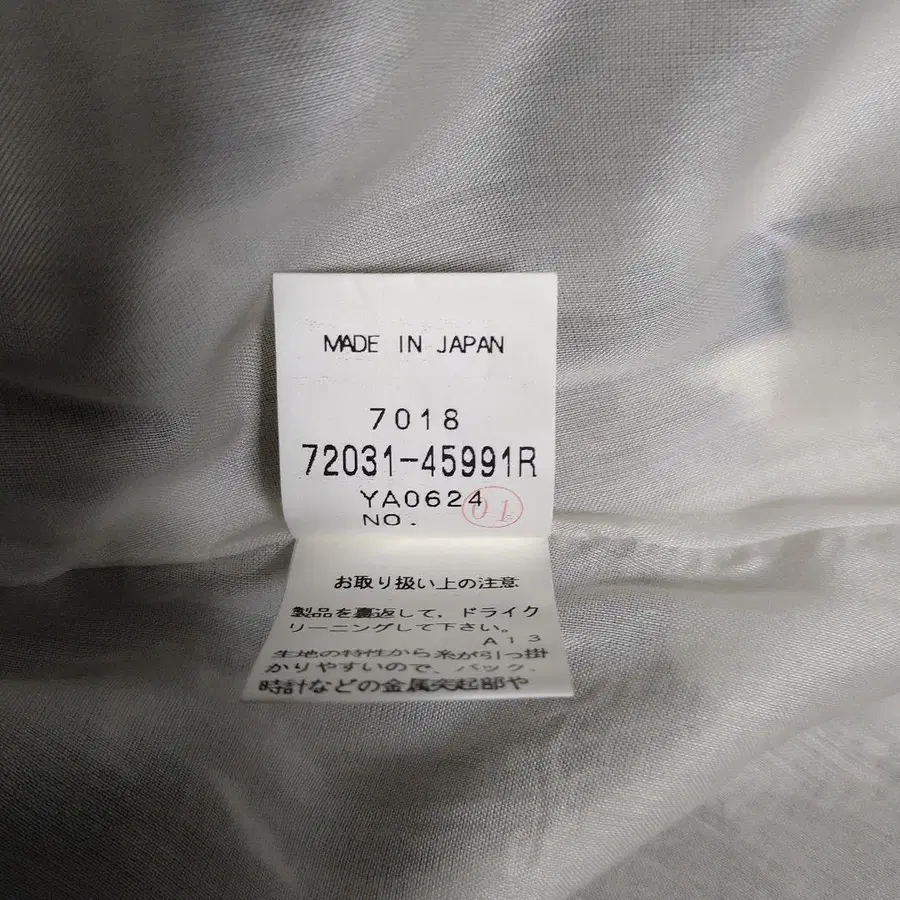 MADE IN JAPAN
7018
72031-45991R
YA0624
01
NO.
お取り扱い上の注意
製品を裏返して、ドライク
リーニングして下さい。
A13
生地の特性から糸が引っ掛
かりやすいので、バック、
時計などの金属突起部や